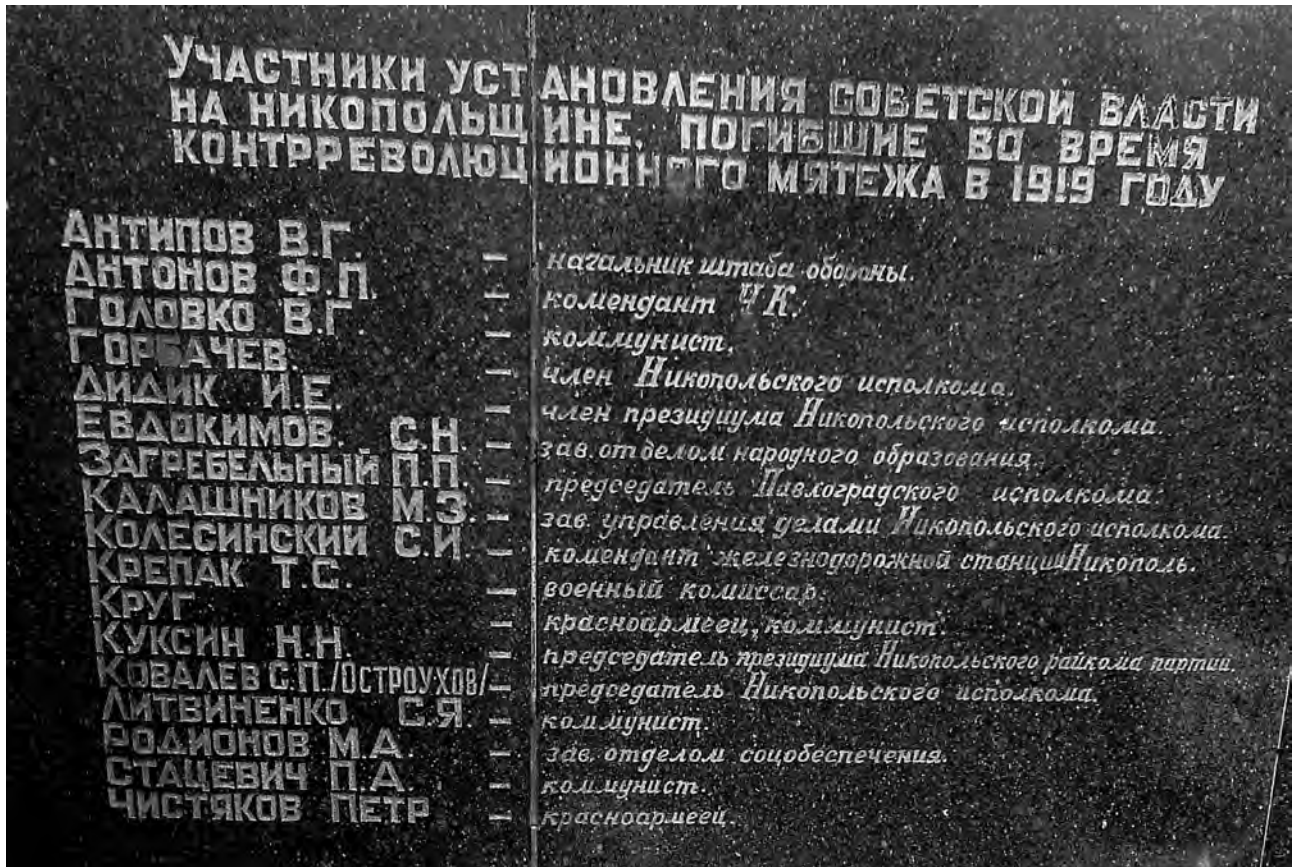 УЧАСТНИКИ УСТАНОВЛЕНИЯ СОВЕТСКОЙ ВЛАСТИ
НА НИКОПОЛЬЩИНЕ, ПОГИБШИЕ ВО ВРЕМЯ
КОНТРРЕВОЛЮЦИОННОГО МЯТЕЖА В 1919 ГОДУ
АНТИПОВ В.Г. – начальник штаба обороны.
АНТОНОВ Ф.П. – комендант ЧК.
ГОЛОВКО В.Г. – коммунист.
ГОРБАЧЕВ. – член Никопольского исполкома.
ДИДИК И.Е. – член президиума Никопольского исполкома.
ЕВДОКИМОВ. С.Н. – зав. отделом народного образования.
ЗАГРЕБЕЛЬНЫЙ П.П. – председатель Павлоградского исполкома.
КАЛАШНИКОВ М.З. – зав. управления делами Никопольского исполкома.
КОЛЕСИНСКИЙ С.И. – комендант железнодорожной станции Никополь.
КРЕПАК Т.С. – военный комиссар.
КРУГ – красноармеец, коммунист.
КУКСИН Н.Н. – председатель президиума Никопольского райкома партии.
КОВАЛЕВ С.П. /ОСТРОУХОВ/ – председатель Никопольского исполкома.
ЛИТВИНЕНКО С.Я. – коммунист.
РОДИОНОВ М.А. – зав. отделом соцобеспечения.
СТАЦЕВИЧ П.А. – коммунист.
ЧИСТЯКОВ ПЕТР – красноармеец.